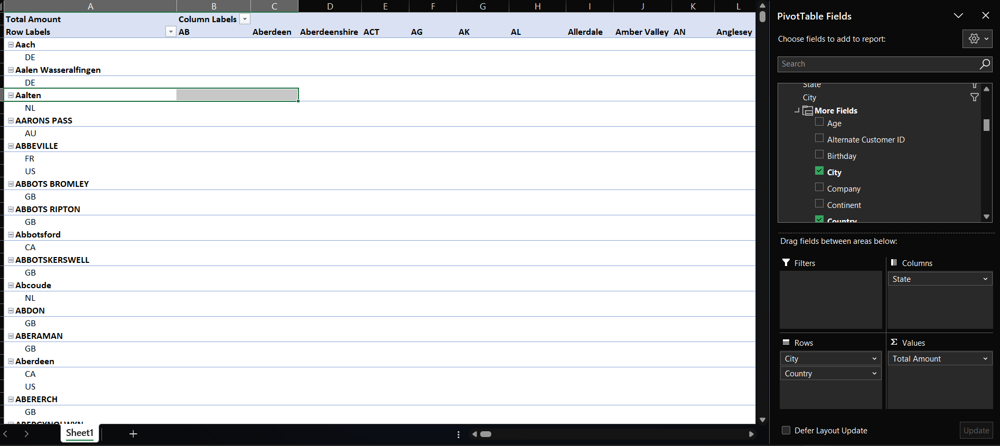 A B C D E F G H I J K L
Total Amount Column Labels
Row Labels AB Aberdeen Aberdeenshire ACT AG AK AL Allerdale Amber Valley AN Anglesey
Aach
DE
Aalen Wasseralfingen
DE
Aalten
NL
AARONS PASS
AU
ABBEVILLE
FR
US
ABBOTS BROMLEY
GB
ABBOTS RIPTON
GB
Abbotsford
CA
ABBOTSKERSWELL
GB
Abcoude
NL
ABDON
GB
ABERAMAN
GB
Aberdeen
CA
US
ABERERCH
GB
Sheet1
PivotTable Fields
Choose fields to add to report:
Search
State
City
More Fields
Age
Alternate Customer ID
Birthday
City
Company
Continent
Country
Drag fields between areas below:
Filters
Columns
State
Rows
City
Country
Σ Values
Total Amount
Defer Layout Update
Update